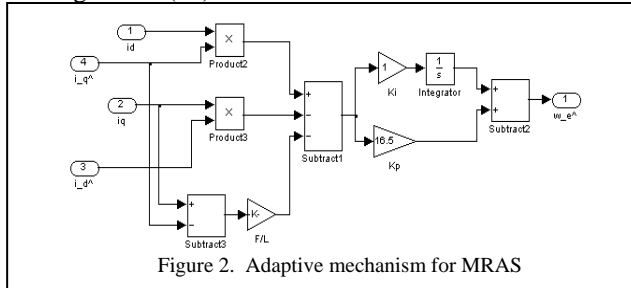 1
id
×
Product2
4
i_q^
2
iq
×
Product3
3
i_d^
+
−
−
Subtract1
1
Ki
1
s
Integrator
16.5
Kp
+
+
Subtract2
1
w_e^
+
−
Subtract3
K-
F/L
Figure 2. Adaptive mechanism for MRAS